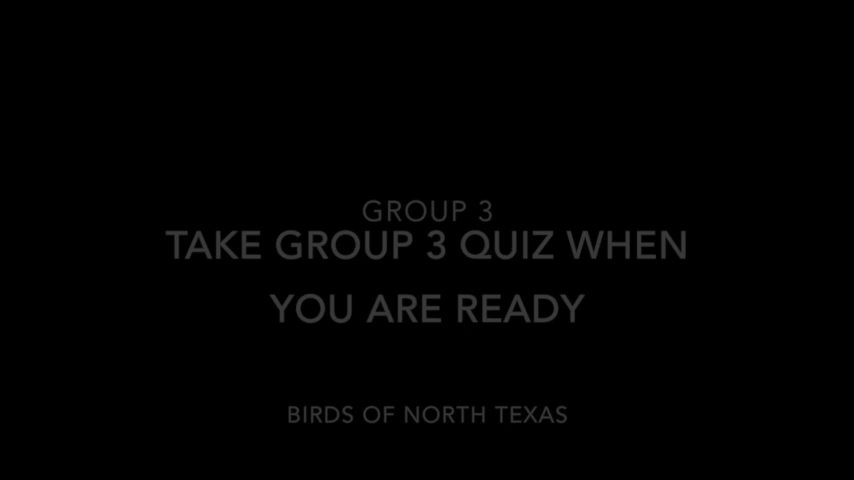 GROUP 3
TAKE GROUP 3 QUIZ WHEN
YOU ARE READY
BIRDS OF NORTH TEXAS